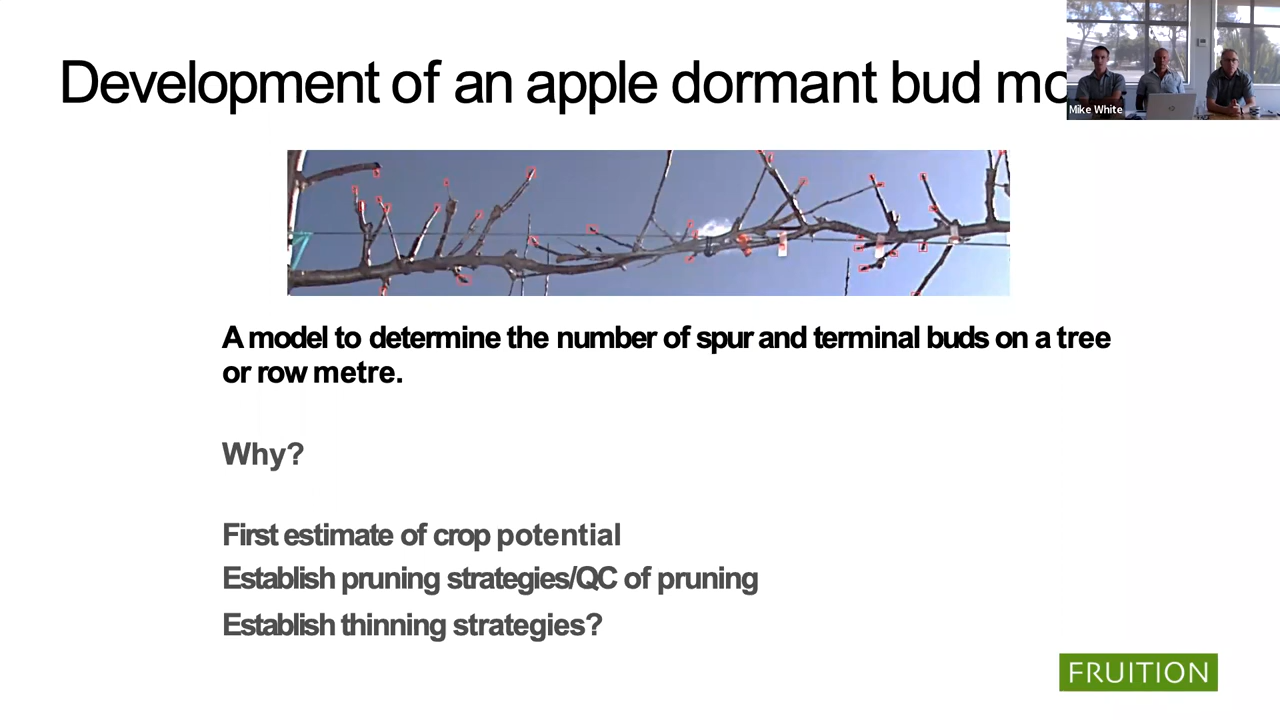 Development of an apple dormant bud mo
Mike White
A model to determine the number of spur and terminal buds on a tree
or row metre.
Why?
First estimate of crop potential
Establish pruning strategies/QC of pruning
Establish thinning strategies?
FRUITION